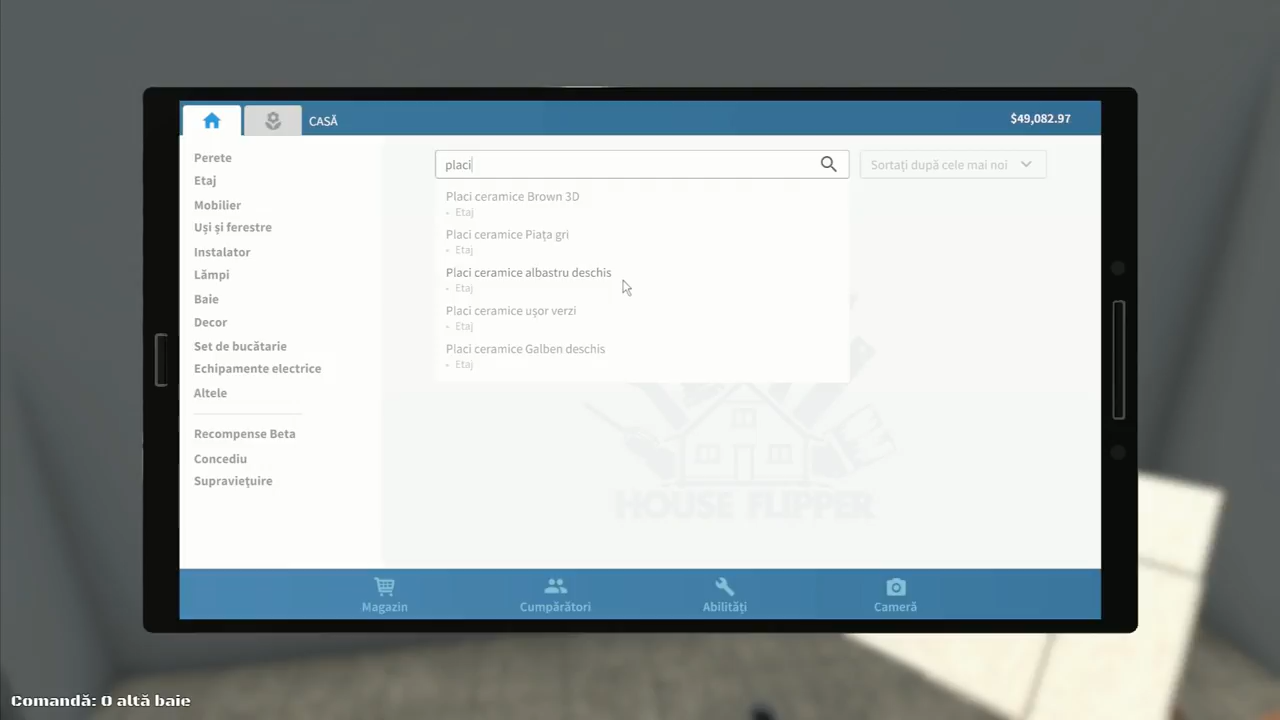 CASĂ
$49,082.97
Perete
Etaj
Mobilier
Uși și ferestre
Instalator
Lămpi
Baie
Decor
Set de bucătarie
Echipamente electrice
Altele
Recompense Beta
Concediu
Supraviețuire
placi
Sortați după cele mai noi
Placi ceramice Brown 3D
- Etaj
Placi ceramice Piața gri
- Etaj
Placi ceramice albastru deschis
- Etaj
Placi ceramice ușor verzi
- Etaj
Placi ceramice Galben deschis
- Etaj
HOUSE FLIPPER
Magazin
Cumpărători
Abilități
Cameră
Comandă: O altă baie